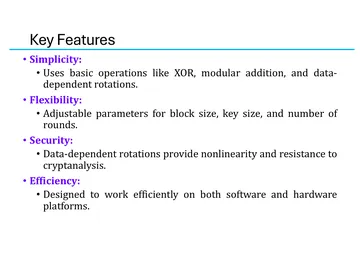 Key Features
• Simplicity:
• Uses basic operations like XOR, modular addition, and data-
dependent rotations.
• Flexibility:
• Adjustable parameters for block size, key size, and number of
rounds.
• Security:
• Data-dependent rotations provide nonlinearity and resistance to
cryptanalysis.
• Efficiency:
• Designed to work efficiently on both software and hardware
platforms.